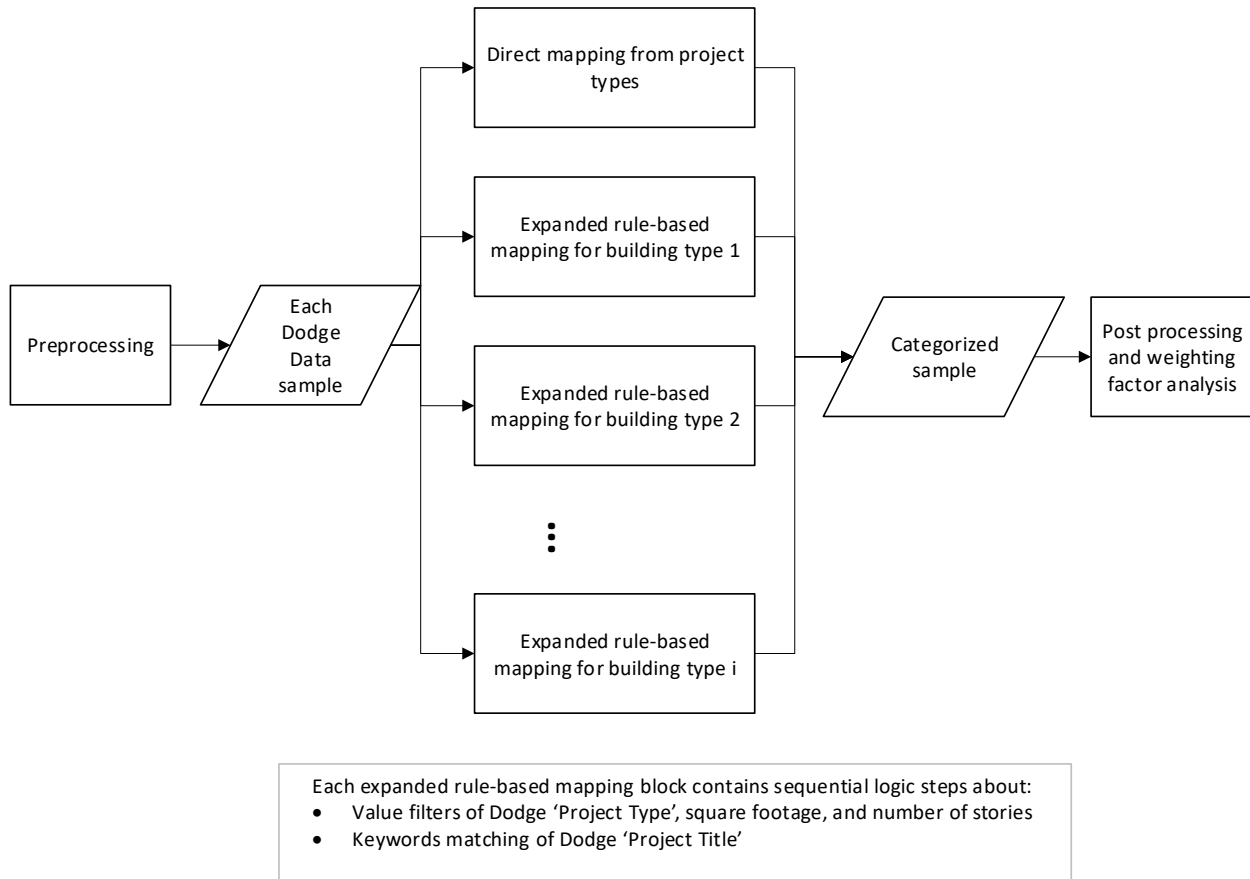 Direct mapping from project
types
Expanded rule-based
mapping for building type 1
Preprocessing
Each
Dodge
Data
sample
Expanded rule-based
mapping for building type 2
Categorized
sample
Post processing
and weighting
factor analysis
Expanded rule-based
mapping for building type i
Each expanded rule-based mapping block contains sequential logic steps about:
• Value filters of Dodge ‘Project Type’, square footage, and number of stories
• Keywords matching of Dodge ‘Project Title’